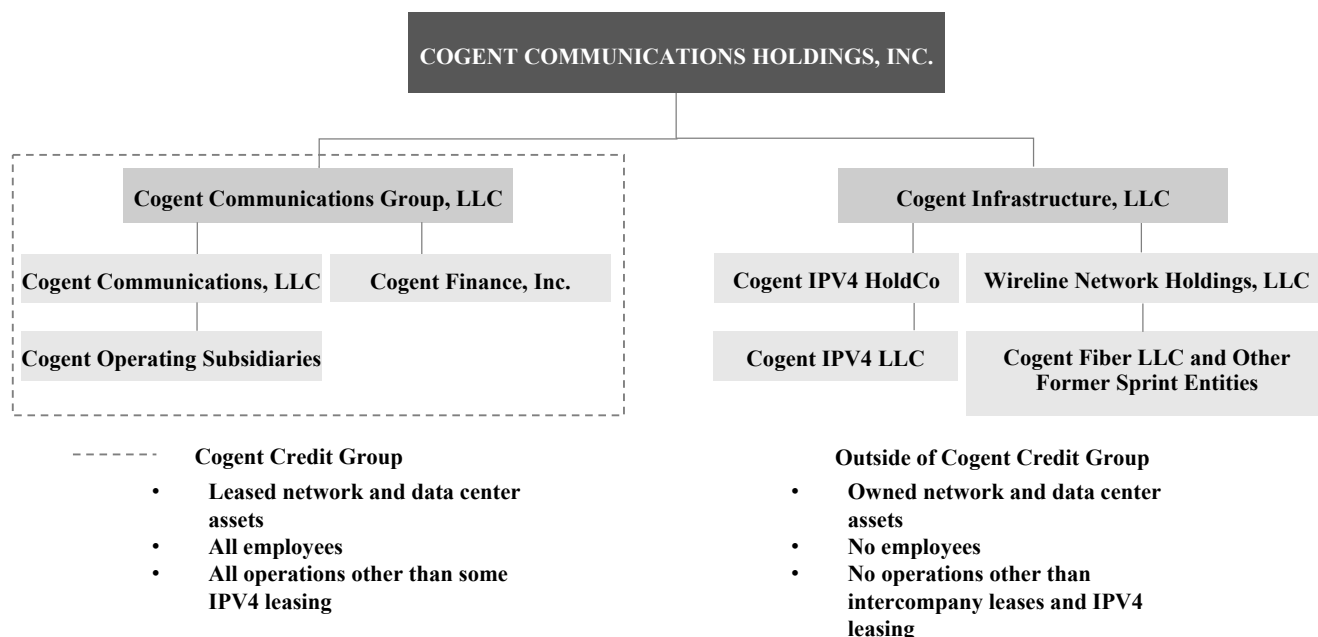 COGENT COMMUNICATIONS HOLDINGS, INC.
Cogent Communications Group, LLC
Cogent Infrastructure, LLC
Cogent Communications, LLC
Cogent Finance, Inc.
Cogent IPV4 HoldCo
Wireline Network Holdings, LLC
Cogent Operating Subsidiaries
Cogent IPV4 LLC
Cogent Fiber LLC and Other
Former Sprint Entities
Cogent Credit Group
• Leased network and data center
assets
• All employees
• All operations other than some
IPV4 leasing
Outside of Cogent Credit Group
• Owned network and data center
assets
• No employees
• No operations other than
intercompany leases and IPV4
leasing